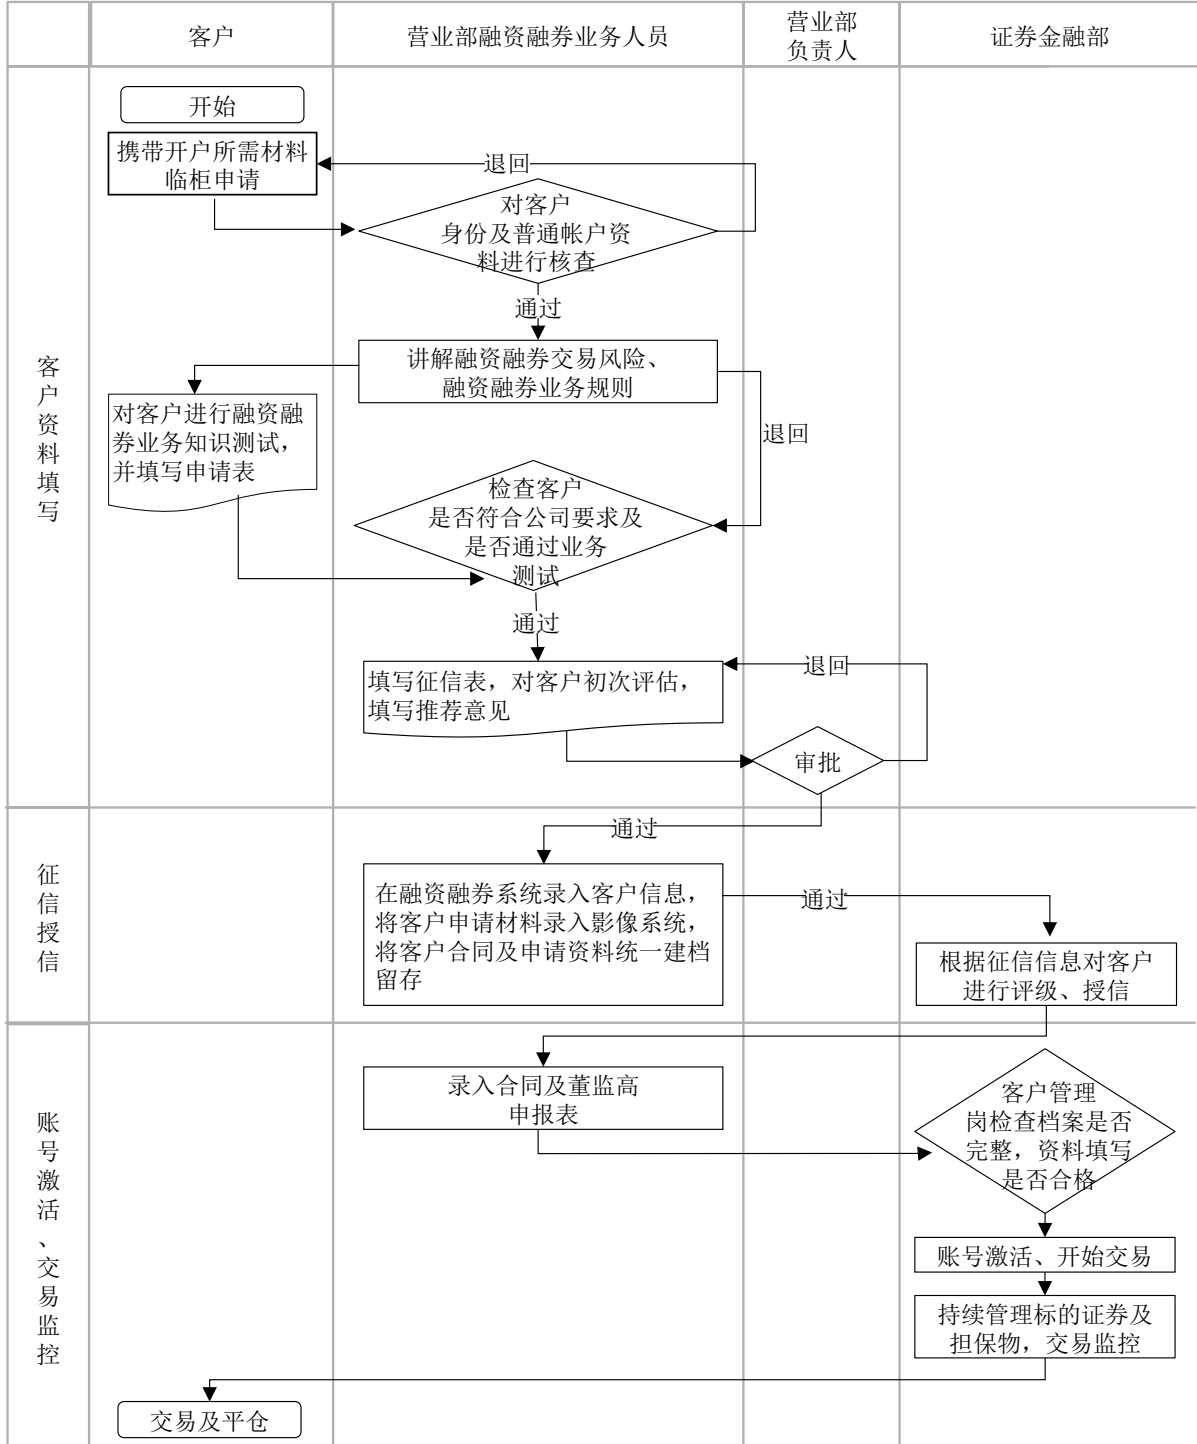 客户
营业部融资融券业务人员
营业部
负责人
证券金融部
客户资料填写
开始
携带开户所需材料
临柜申请
退回
对客户
身份及普通帐户资
料进行核查
通过
讲解融资融券交易风险、
融资融券业务规则
退回
对客户进行融资融
券业务知识测试，
并填写申请表
检查客户
是否符合公司要求及
是否通过业务
测试
通过
填写征信表，对客户初次评估，
填写推荐意见
退回
审批
征信授信
通过
在融资融券系统录入客户信息，
将客户申请材料录入影像系统，
将客户合同及申请资料统一建档
留存
通过
根据征信信息对客户
进行评级、授信
账号激活、交易监控
录入合同及董监高
申报表
客户管理
岗检查档案是否
完整，资料填写
是否合格
账号激活、开始交易
持续管理标的证券及
担保物，交易监控
交易及平仓